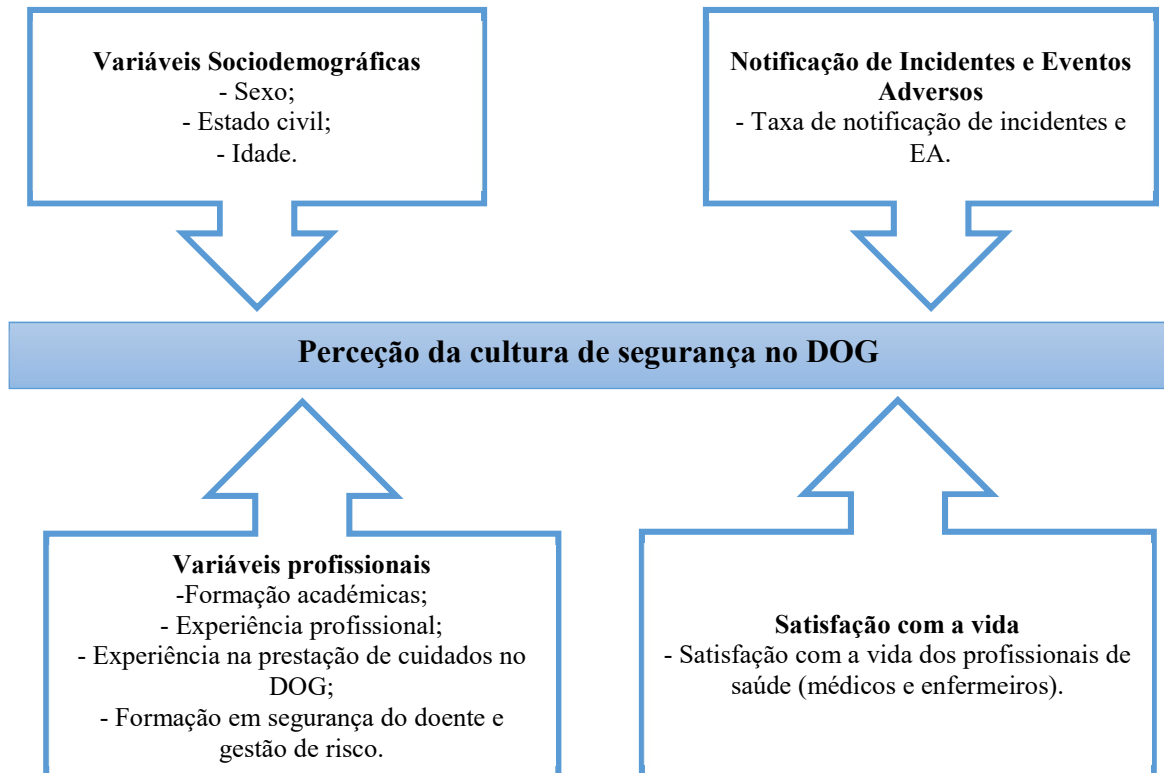 Variáveis Sociodemográficas
- Sexo;
- Estado civil;
- Idade.
Notificação de Incidentes e Eventos
Adversos
- Taxa de notificação de incidentes e
EA.
Perceção da cultura de segurança no DOG
Variáveis profissionais
-Formação académicas;
- Experiência profissional;
- Experiência na prestação de cuidados no
DOG;
- Formação em segurança do doente e
gestão de risco.
Satisfação com a vida
- Satisfação com a vida dos profissionais de
saúde (médicos e enfermeiros).